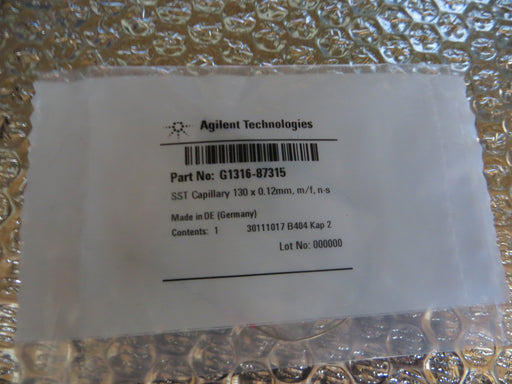 Agilent Technologies
Part No: G1316-87315
SST Capillary 130 x 0.12mm, m/f, n-s
Made in DE (Germany)
Contents: 1 30111017 B404 Kap 2
Lot No: 000000